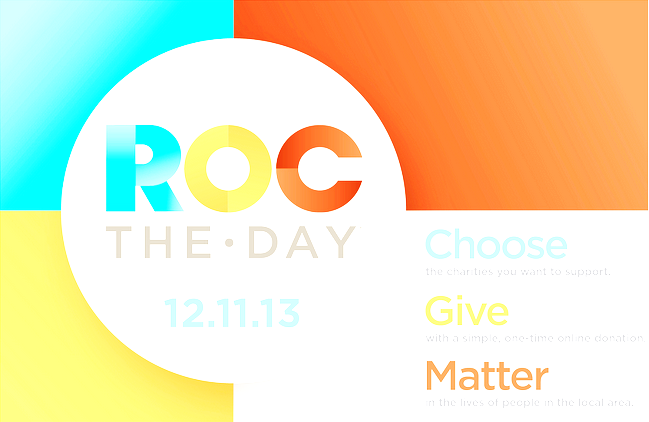 ROC
THE·DAY
12.11.13
Choose
the charities you want to support.
Give
with a simple, one-time online donation.
Matter
in the lives of people in the local area.